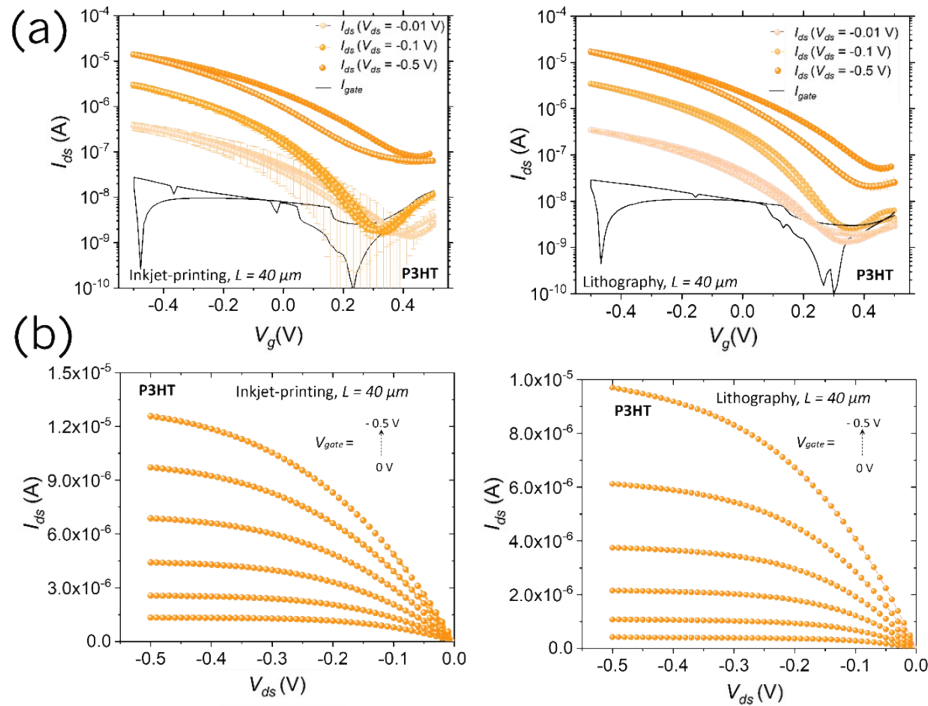 (a)
I_ds (V_ds = -0.01 V)
I_ds (V_ds = -0.1 V)
I_ds (V_ds = -0.5 V)
I_gate
10⁻⁴
10⁻⁵
10⁻⁶
10⁻⁷
10⁻⁸
10⁻⁹
10⁻¹⁰
I_ds (A)
Inkjet-printing, L = 40 μm
P3HT
-0.4 -0.2 0.0 0.2 0.4
V_g(V)
I_ds (V_ds = -0.01 V)
I_ds (V_ds = -0.1 V)
I_ds (V_ds = -0.5 V)
I_gate
10⁻⁴
10⁻⁵
10⁻⁶
10⁻⁷
10⁻⁸
10⁻⁹
10⁻¹⁰
I_ds (A)
Lithography, L = 40 μm
P3HT
-0.4 -0.2 0.0 0.2 0.4
V_g(V)
(b)
P3HT
Inkjet-printing, L = 40 μm
- 0.5 V
V_gate =
0 V
1.5x10⁻⁵
1.2x10⁻⁵
9.0x10⁻⁶
6.0x10⁻⁶
3.0x10⁻⁶
0.0
I_ds (A)
-0.5 -0.4 -0.3 -0.2 -0.1 0.0
V_ds (V)
P3HT
Lithography, L = 40 μm
- 0.5 V
V_gate =
0 V
1.0x10⁻⁵
8.0x10⁻⁶
6.0x10⁻⁶
4.0x10⁻⁶
2.0x10⁻⁶
0.0
I_ds (A)
-0.5 -0.4 -0.3 -0.2 -0.1 0.0
V_ds (V)